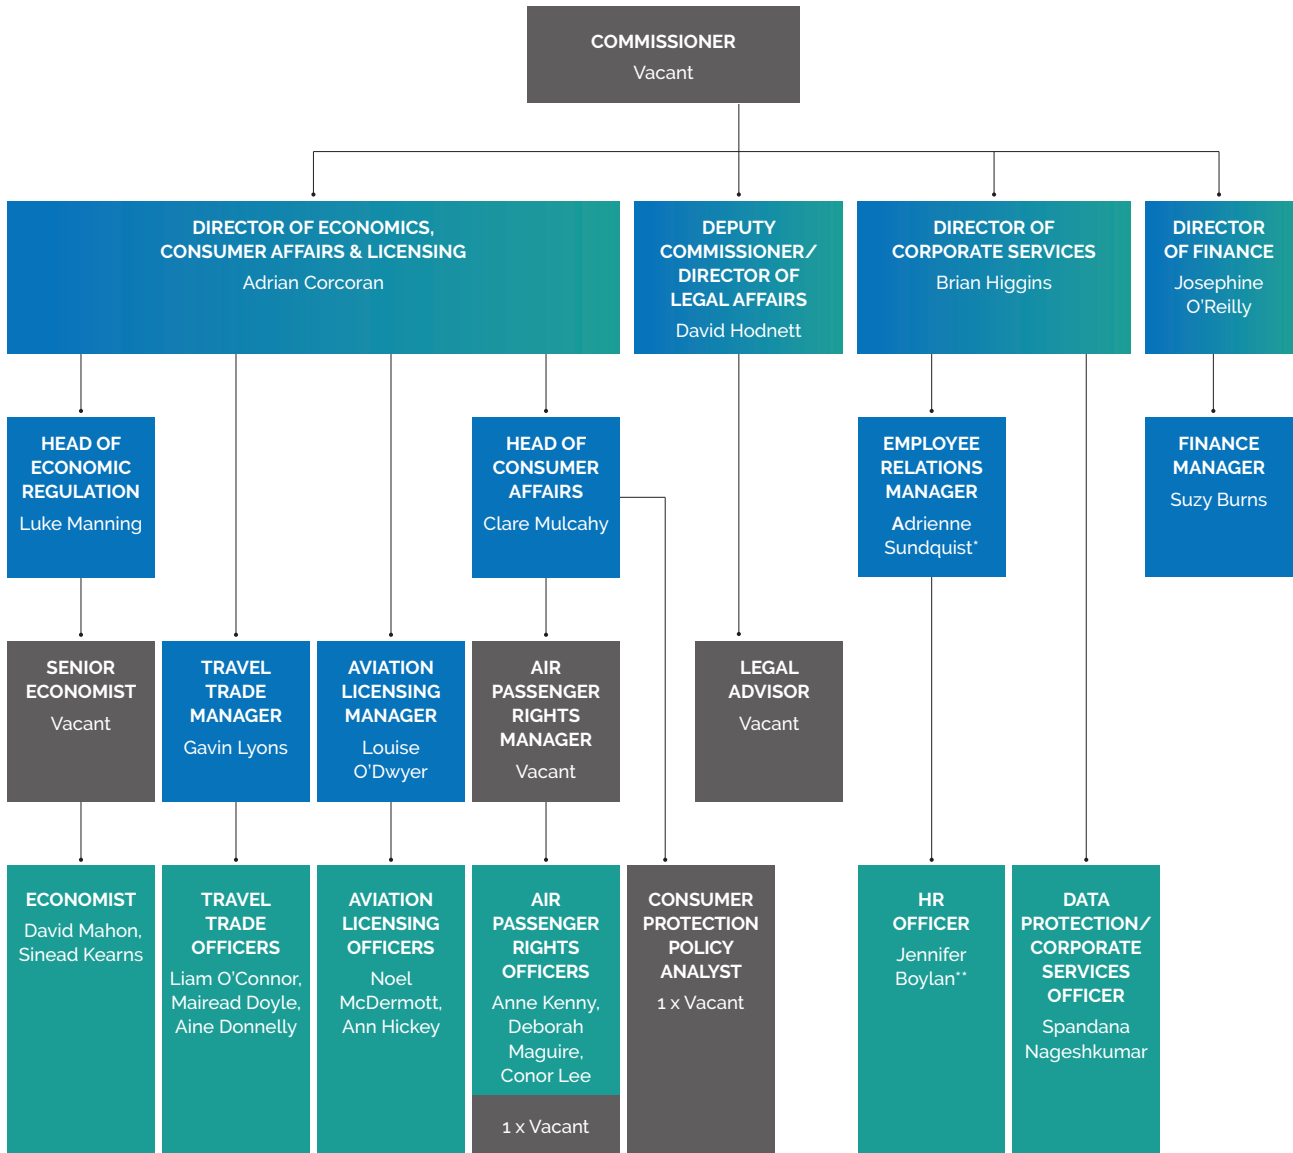 COMMISSIONER
Vacant
DIRECTOR OF ECONOMICS,
CONSUMER AFFAIRS & LICENSING
Adrian Corcoran
DEPUTY
COMMISSIONER/
DIRECTOR OF
LEGAL AFFAIRS
David Hodnett
DIRECTOR OF
CORPORATE SERVICES
Brian Higgins
DIRECTOR
OF FINANCE
Josephine
O'Reilly
HEAD OF
ECONOMIC
REGULATION
Luke Manning
HEAD OF
CONSUMER
AFFAIRS
Clare Mulcahy
EMPLOYEE
RELATIONS
MANAGER
Adrienne
Sundquist*
FINANCE
MANAGER
Suzy Burns
SENIOR
ECONOMIST
Vacant
TRAVEL
TRADE
MANAGER
Gavin Lyons
AVIATION
LICENSING
MANAGER
Louise
O'Dwyer
AIR
PASSENGER
RIGHTS
MANAGER
Vacant
LEGAL
ADVISOR
Vacant
ECONOMIST
David Mahon,
Sinead Kearns
TRAVEL
TRADE
OFFICERS
Liam O'Connor,
Mairead Doyle,
Aine Donnelly
AVIATION
LICENSING
OFFICERS
Noel
McDermott,
Ann Hickey
AIR
PASSENGER
RIGHTS
OFFICERS
Anne Kenny,
Deborah
Maguire,
Conor Lee
1 x Vacant
CONSUMER
PROTECTION
POLICY
ANALYST
1 x Vacant
HR
OFFICER
Jennifer
Boylan**
DATA
PROTECTION/
CORPORATE
SERVICES
OFFICER
Spandana
Nageshkumar